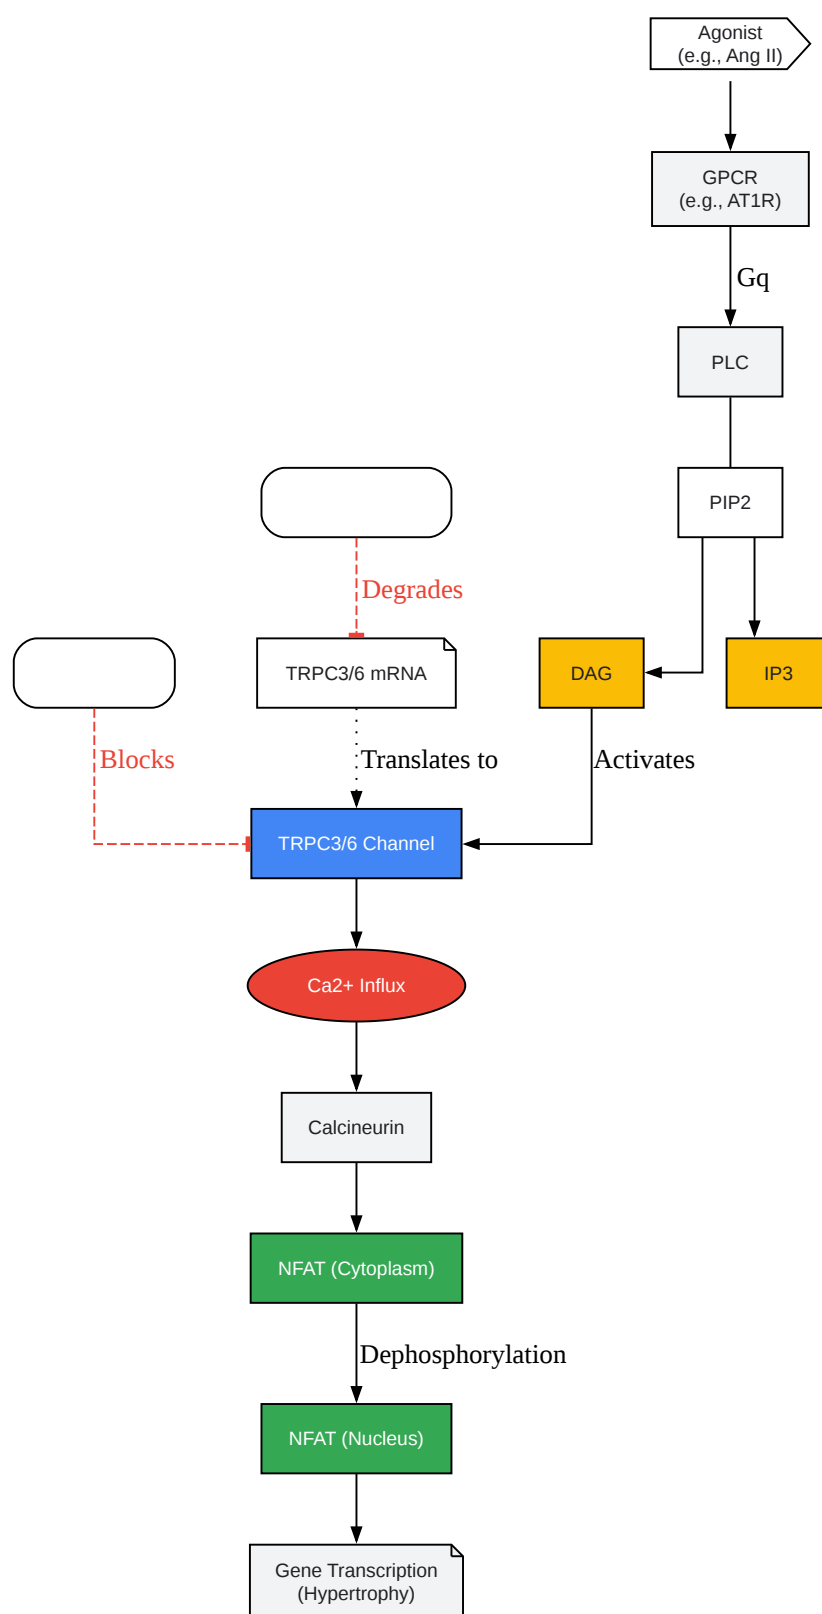 Agonist
(e.g., Ang II)
GPCR
(e.g., AT1R)
Gq
PLC
PIP2
Degrades
TRPC3/6 mRNA
DAG
IP3
Blocks
Translates to
Activates
TRPC3/6 Channel
Ca2+ Influx
Calcineurin
NFAT (Cytoplasm)
Dephosphorylation
NFAT (Nucleus)
Gene Transcription
(Hypertrophy)